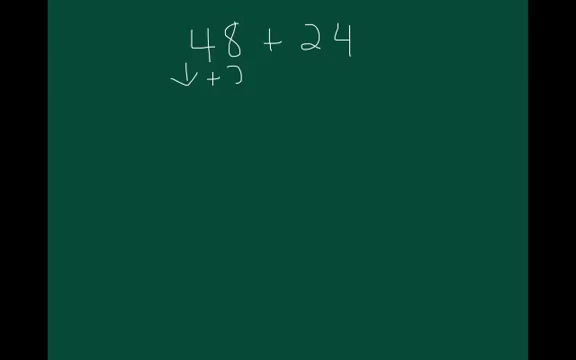 48 + 24
↓ +